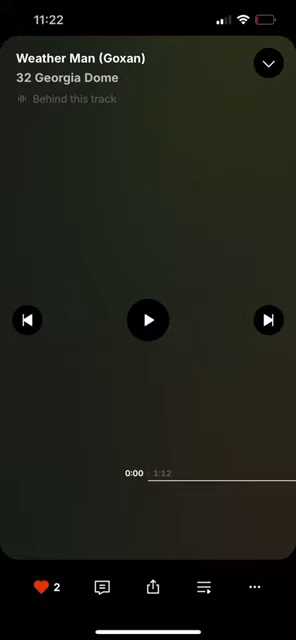 11:22
Weather Man (Goxan)
32 Georgia Dome
Behind this track
0:00 1:12
2